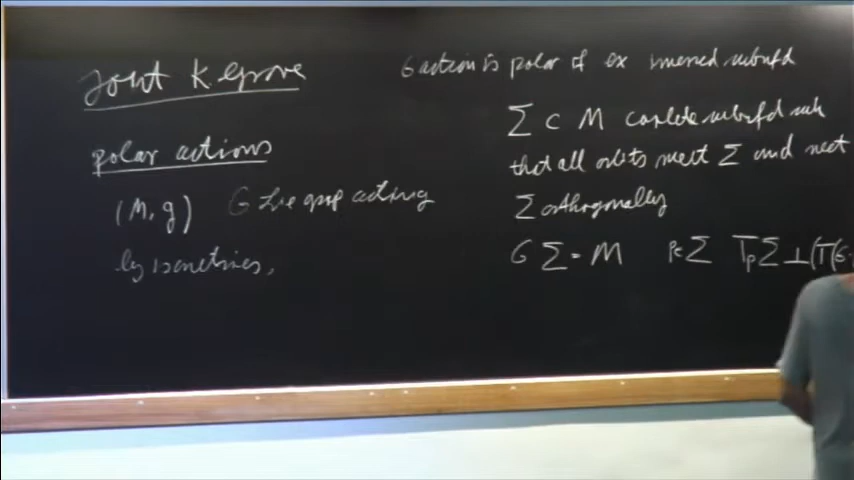 Joint K. Grove
polar actions
(M, g) G Lie group acting
by isometries,
G action is polar if ex immersed submfd
Σ ⊂ M complete submfd such
that all orbits meet Σ and meet
Σ orthogonally
G Σ = M p∈Σ T_pΣ ⊥ (T(G